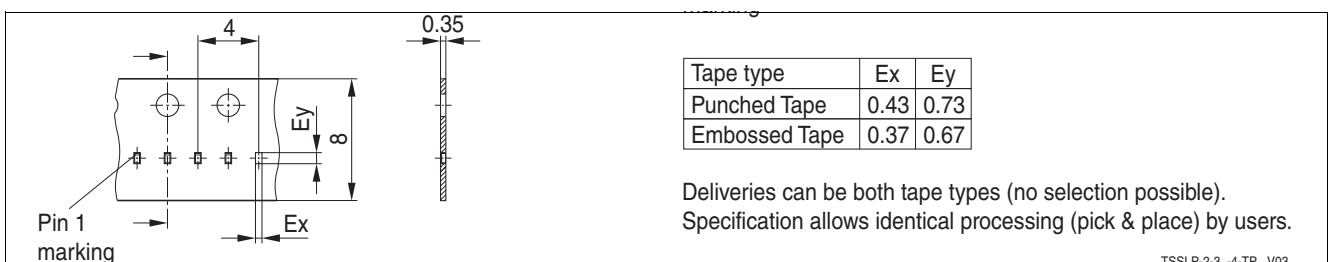 4
0.35
Ey
8
Pin 1
marking
Ex
marking
Tape type Ex Ey
Punched Tape 0.43 0.73
Embossed Tape 0.37 0.67
Deliveries can be both tape types (no selection possible).
Specification allows identical processing (pick & place) by users.